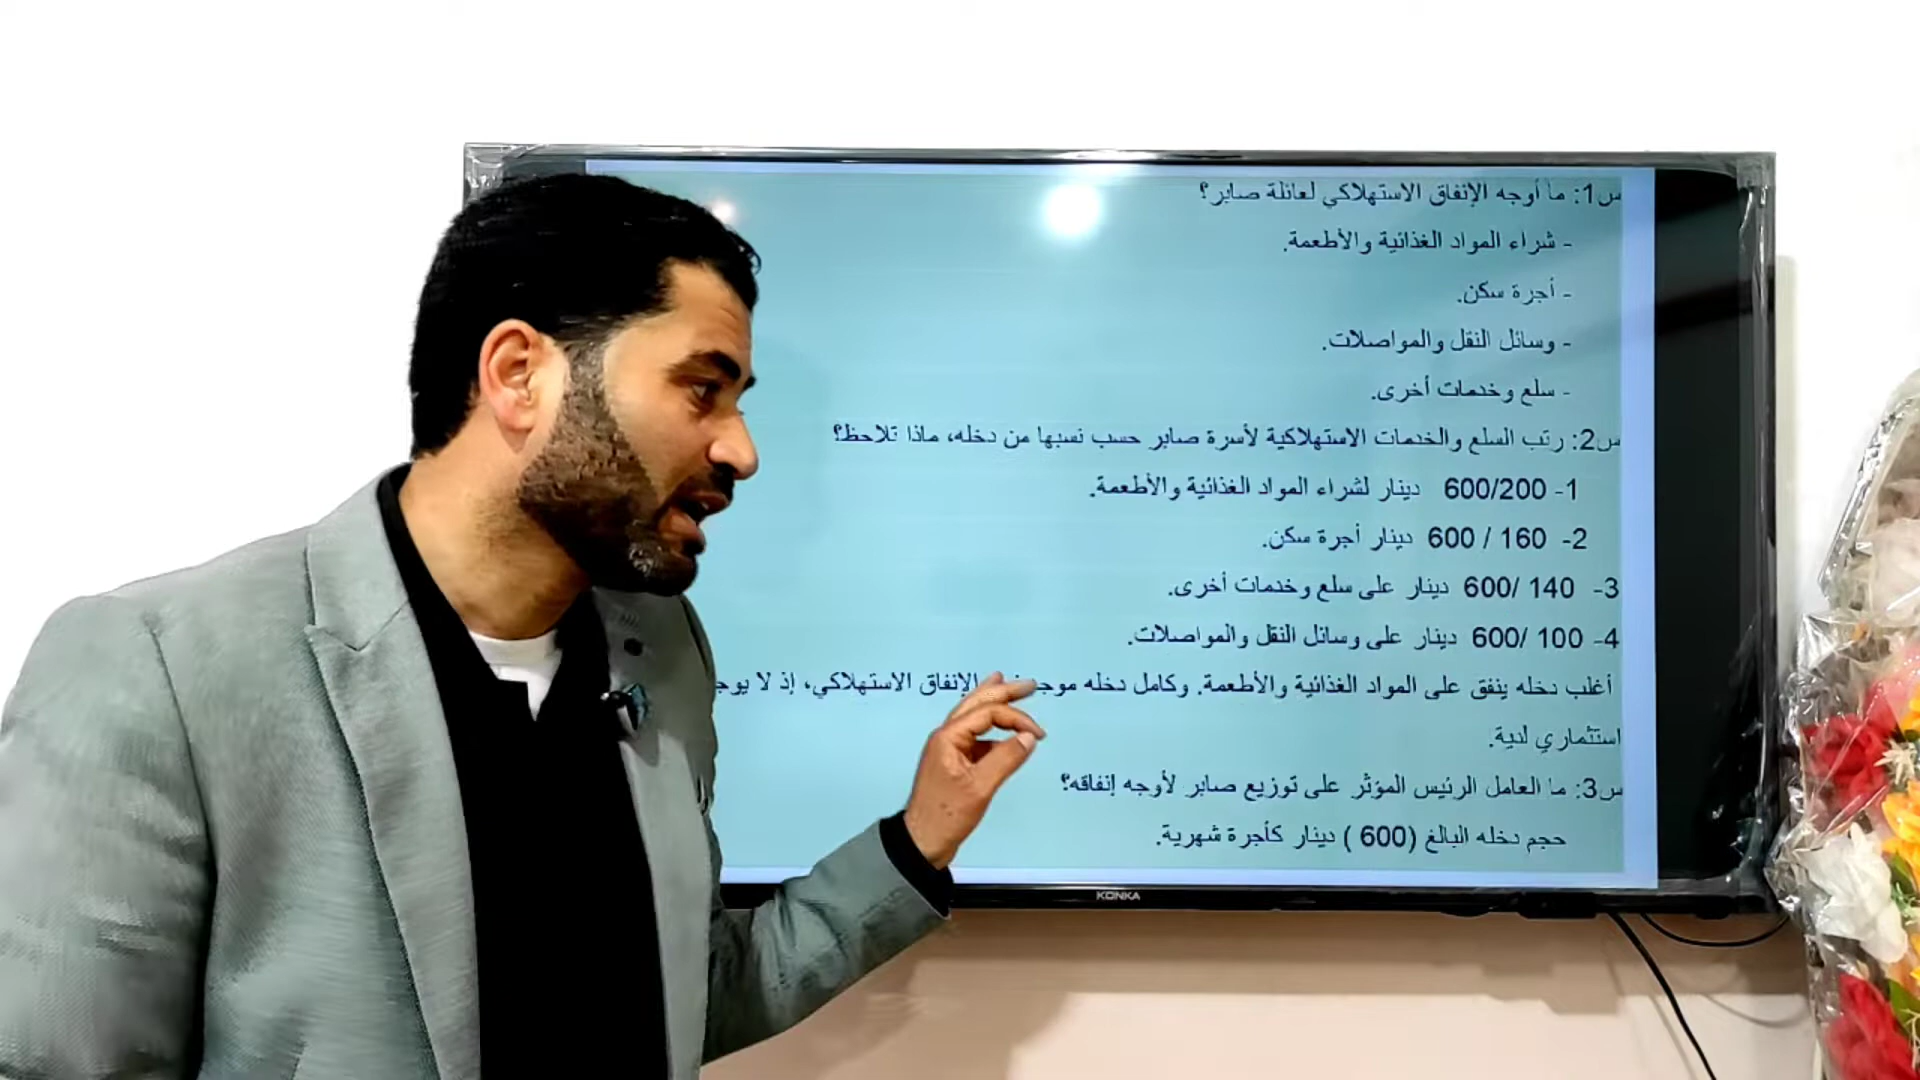 س1: ما أوجه الإنفاق الاستهلاكي لعائلة صابر؟
- شراء المواد الغذائية والأطعمة.
- أجرة سكن.
- وسائل النقل والمواصلات.
- سلع وخدمات أخرى.
س2: رتب السلع والخدمات الاستهلاكية لأسرة صابر حسب نسبها من دخله، ماذا تلاحظ؟
1- 600/200 دينار لشراء المواد الغذائية والأطعمة.
2- 160 / 600 دينار أجرة سكن.
3- 140 /600 دينار على سلع وخدمات أخرى.
4- 100 /600 دينار على وسائل النقل والمواصلات.
أغلب دخله ينفق على المواد الغذائية والأطعمة. وكامل دخله الإنفاق الاستهلاكي، إذ لا
استثماري لدية.
س3: ما العامل الرئيس المؤثر على توزيع صابر لأوجه إنفاقه؟
حجم دخله البالغ (600 ) دينار كأجرة شهرية.
KONKA